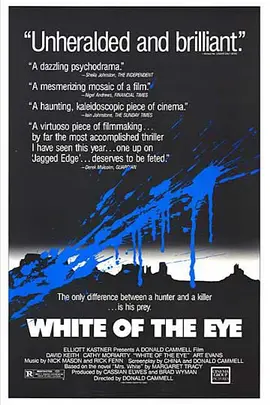 “Unheralded and brilliant.”
“A dazzling psychodrama.”
—Sheila Johnston, THE INDEPENDENT
“A mesmerizing mosaic of a film.”
—Nigel Andrews, FINANCIAL TIMES
“A haunting, kaleidoscopic piece of cinema.”
—Iain Johnstone, THE SUNDAY TIMES
“A virtuoso piece of filmmaking...
by far the most accomplished thriller
I have seen this year...one up on
‘Jagged Edge’...deserves to be feted.”
—Derek Malcolm, GUARDIAN
The only difference between a hunter and a killer
...is his prey.
WHITE OF THE EYE
ELLIOTT KASTNER Presents A DONALD CAMMELL Film
DAVID KEITH CATHY MORIARTY “WHITE OF THE EYE” ART EVANS
Music by NICK MASON and RICK FENN Screenplay by CHINA and DONALD CAMMELL
Based on the novel “Mrs. White” by MARGARET TRACY
Produced by CASSIAN ELWES and BRAD WYMAN
Directed by DONALD CAMMELL
R